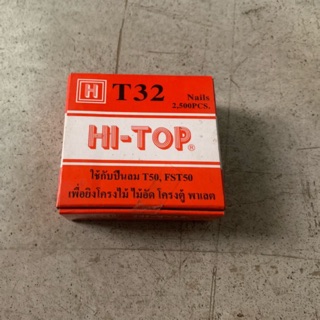 H T32 Nails
2,500PCS.
HI-TOP®
ใช้กับปืนลม T50, FST50
เพื่อยิงโครงไม้ ไม้อัด โครงตู้ พาเลต